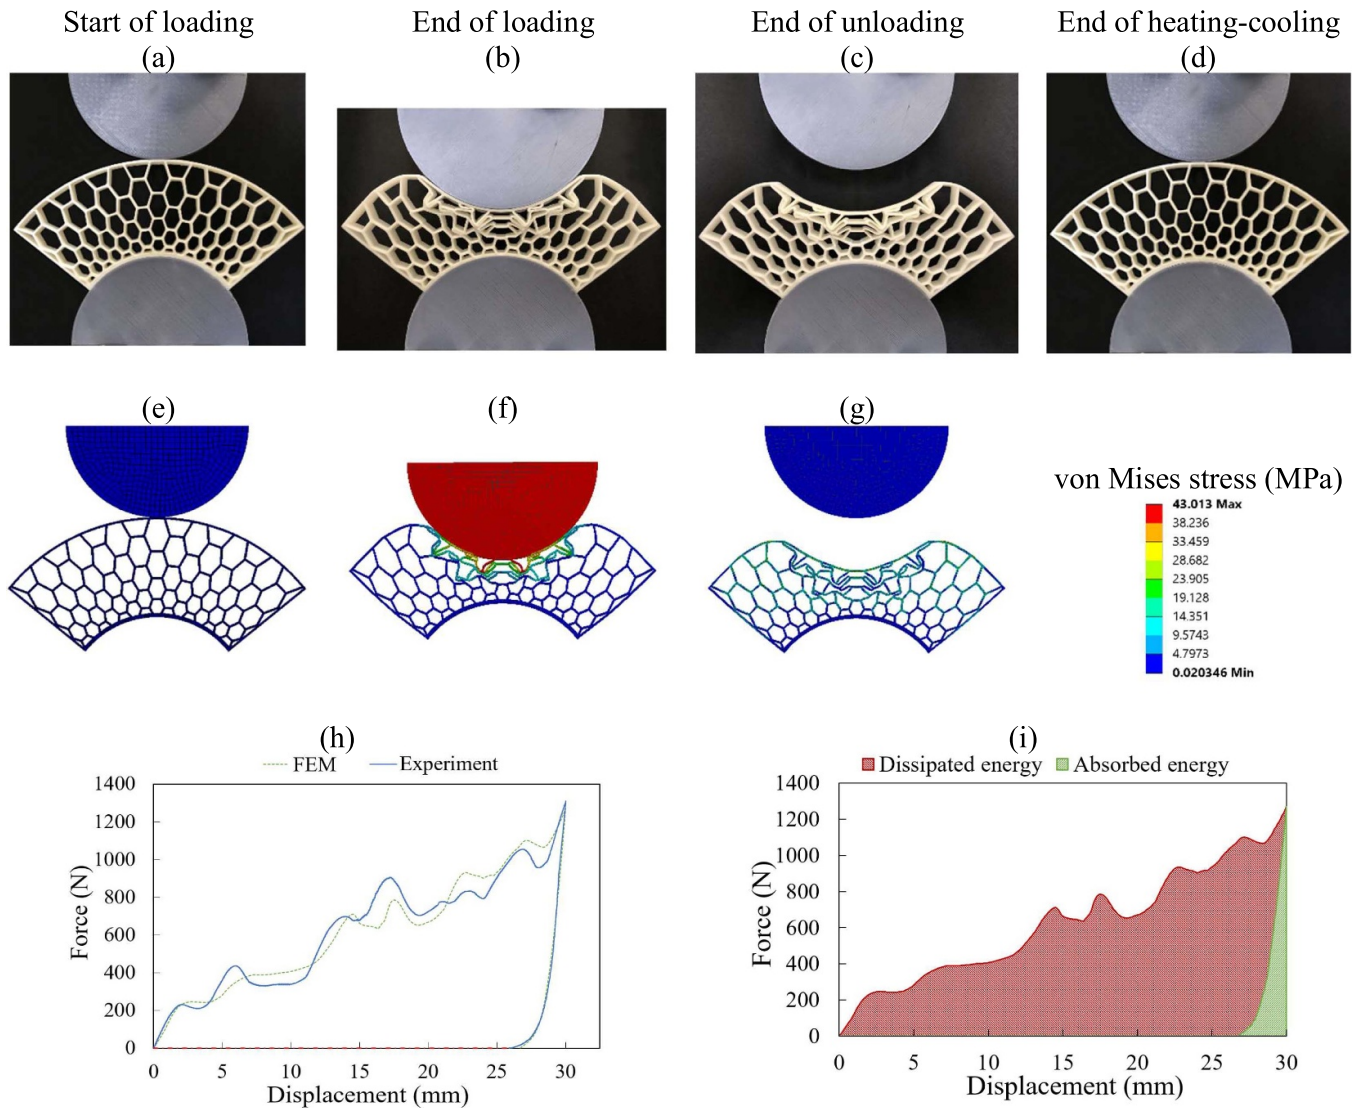 Start of loading
(a)
End of loading
(b)
End of unloading
(c)
End of heating-cooling
(d)
(e)
(f)
(g)
von Mises stress (MPa)
43.013 Max
38.236
33.459
28.682
23.905
19.128
14.351
9.5743
4.7973
0.020346 Min
(h)
FEM
Experiment
1400
1200
1000
800
600
400
200
0
Force (N)
0 5 10 15 20 25 30
Displacement (mm)
(i)
Dissipated energy
Absorbed energy
1400
1200
1000
800
600
400
200
0
Force (N)
0 5 10 15 20 25 30
Displacement (mm)